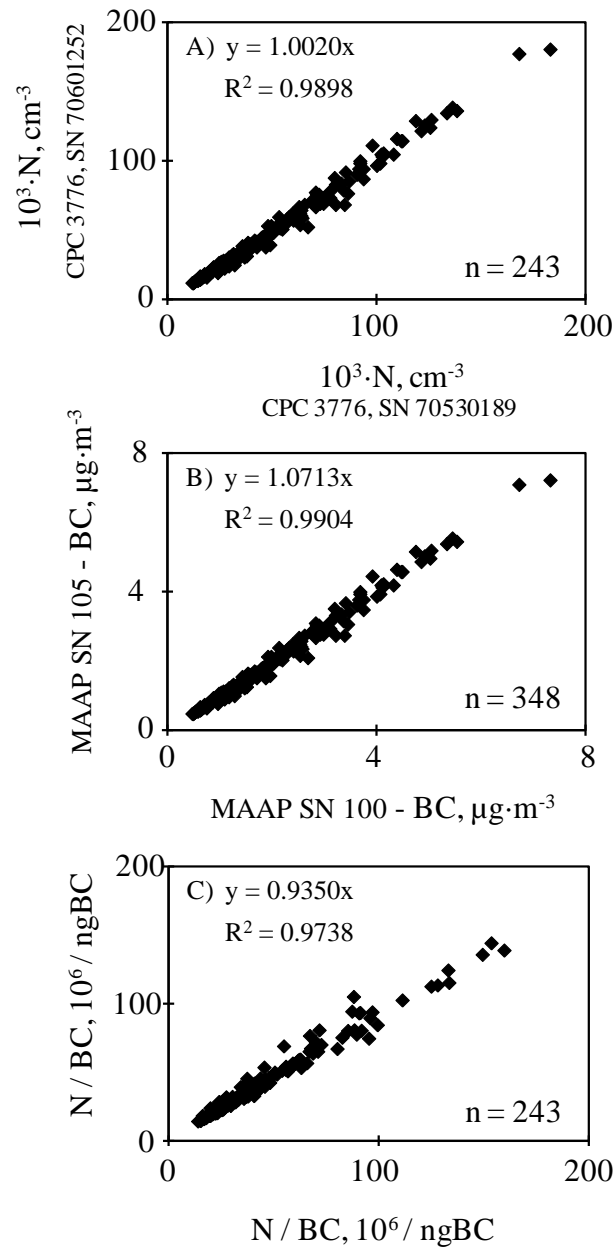 200
A) y = 1.0020x
R² = 0.9898
10³·N, cm⁻³
CPC 3776, SN 70601252
100
n = 243
0
0 100 200
10³·N, cm⁻³
CPC 3776, SN 70530189
8
B) y = 1.0713x
R² = 0.9904
MAAP SN 105 - BC, µg·m⁻³
4
n = 348
0
0 4 8
MAAP SN 100 - BC, µg·m⁻³
200
C) y = 0.9350x
R² = 0.9738
N / BC, 10⁶ / ngBC
100
n = 243
0
0 100 200
N / BC, 10⁶ / ngBC